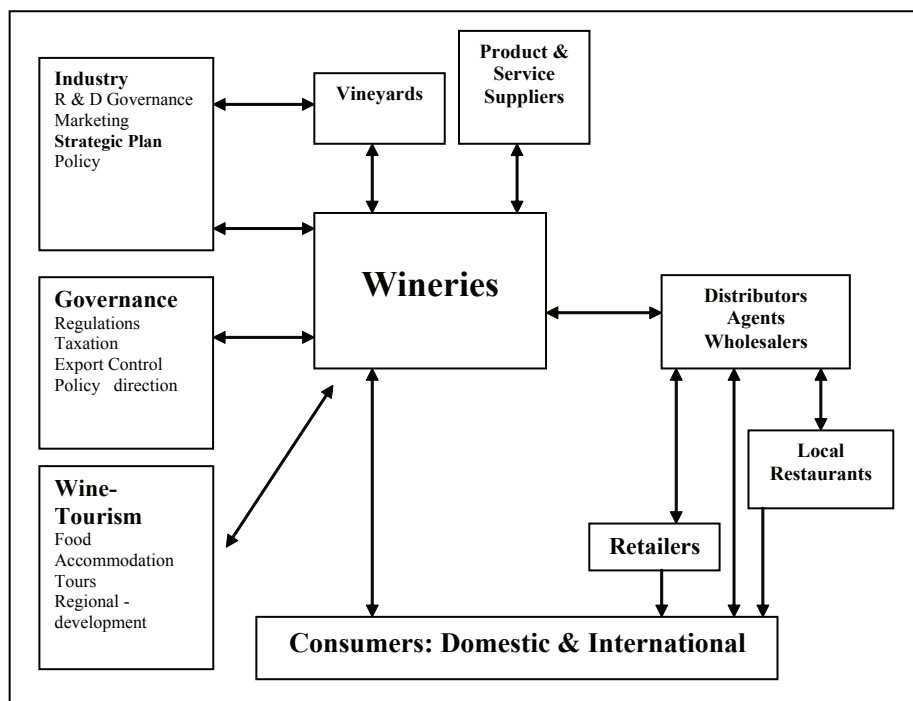 Industry
R & D Governance
Marketing
Strategic Plan
Policy
Vineyards
Product &
Service
Suppliers
Wineries
Governance
Regulations
Taxation
Export Control
Policy direction
Distributors
Agents
Wholesalers
Local
Restaurants
Wine-
Tourism
Food
Accommodation
Tours
Regional -
development
Retailers
Consumers: Domestic & International